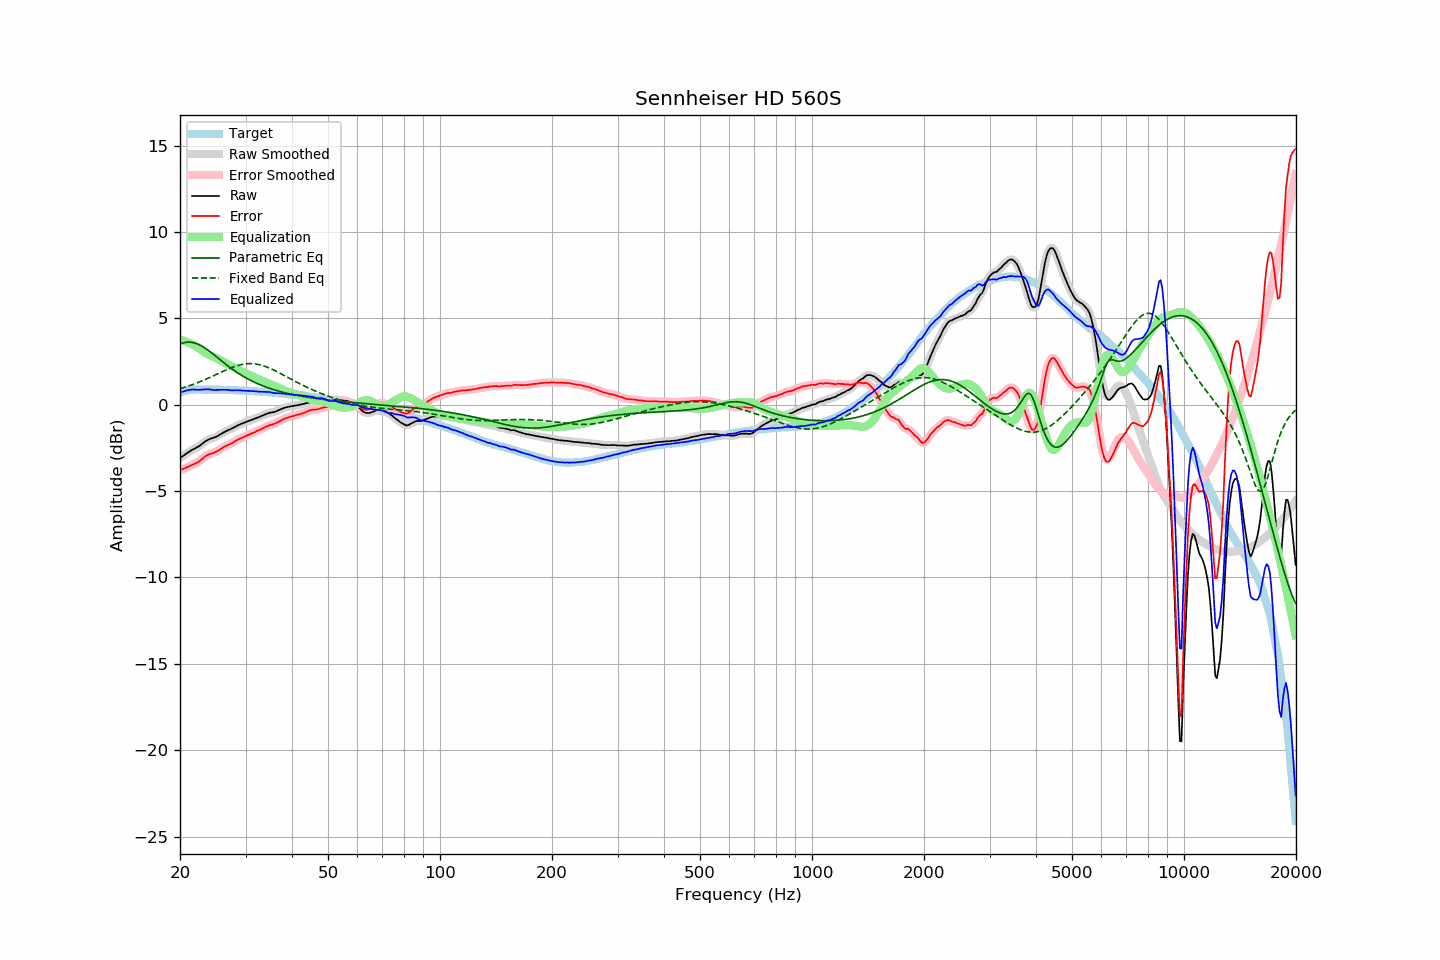 Sennheiser HD 560S
Target
Raw Smoothed
Error Smoothed
Raw
Error
Equalization
Parametric Eq
Fixed Band Eq
Equalized
15
10
5
0
−5
−10
−15
−20
−25
Amplitude (dBr)
20 50 100 200 500 1000 2000 5000 10000 20000
Frequency (Hz)